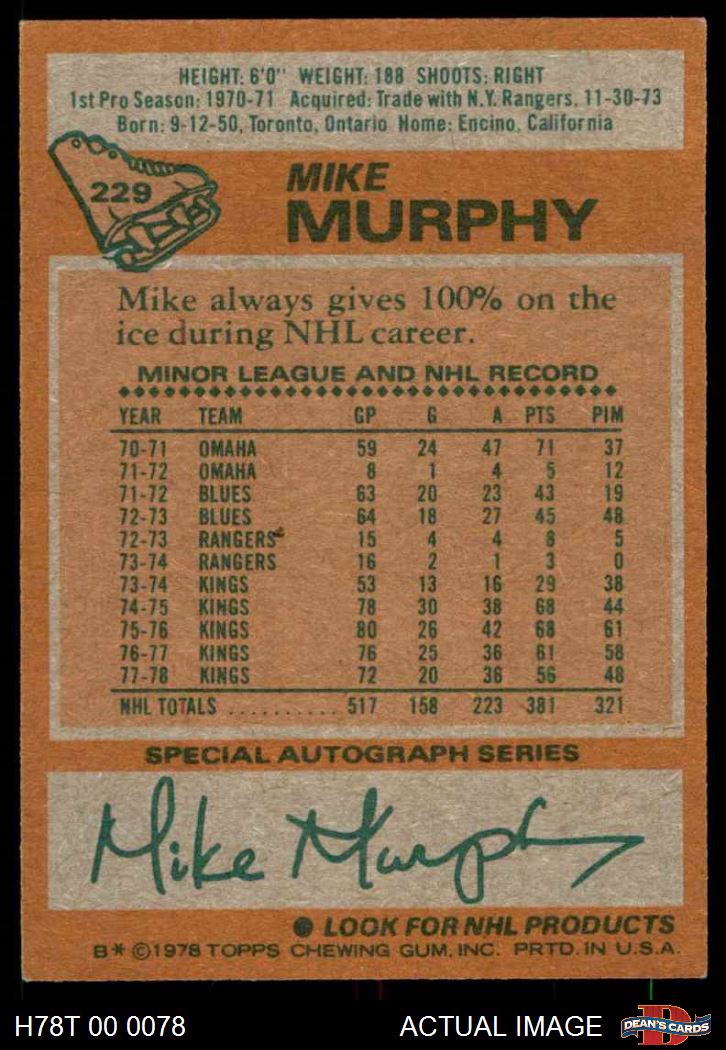 HEIGHT: 6'0" WEIGHT: 188 SHOOTS: RIGHT
1st Pro Season: 1970-71 Acquired: Trade with N.Y. Rangers, 11-30-73
Born: 9-12-50, Toronto, Ontario Home: Encino, California
229
MIKE
MURPHY
Mike always gives 100% on the
ice during NHL career.
MINOR LEAGUE AND NHL RECORD
YEAR TEAM GP G A PTS PIM
70-71 OMAHA 59 24 47 71 37
71-72 OMAHA 8 1 4 5 12
71-72 BLUES 63 20 23 43 19
72-73 BLUES 64 18 27 45 48
72-73 RANGERS 15 4 4 8 5
73-74 RANGERS 16 2 1 3 0
73-74 KINGS 53 13 16 29 38
74-75 KINGS 78 30 38 68 44
75-76 KINGS 80 26 42 68 61
76-77 KINGS 76 25 36 61 58
77-78 KINGS 72 20 36 56 48
NHL TOTALS .......... 517 158 223 381 321
SPECIAL AUTOGRAPH SERIES
Mike Murphy
● LOOK FOR NHL PRODUCTS
B* ©1978 TOPPS CHEWING GUM, INC. PRTD. IN U.S.A.
H78T 00 0078 ACTUAL IMAGE D DEAN'S CARDS